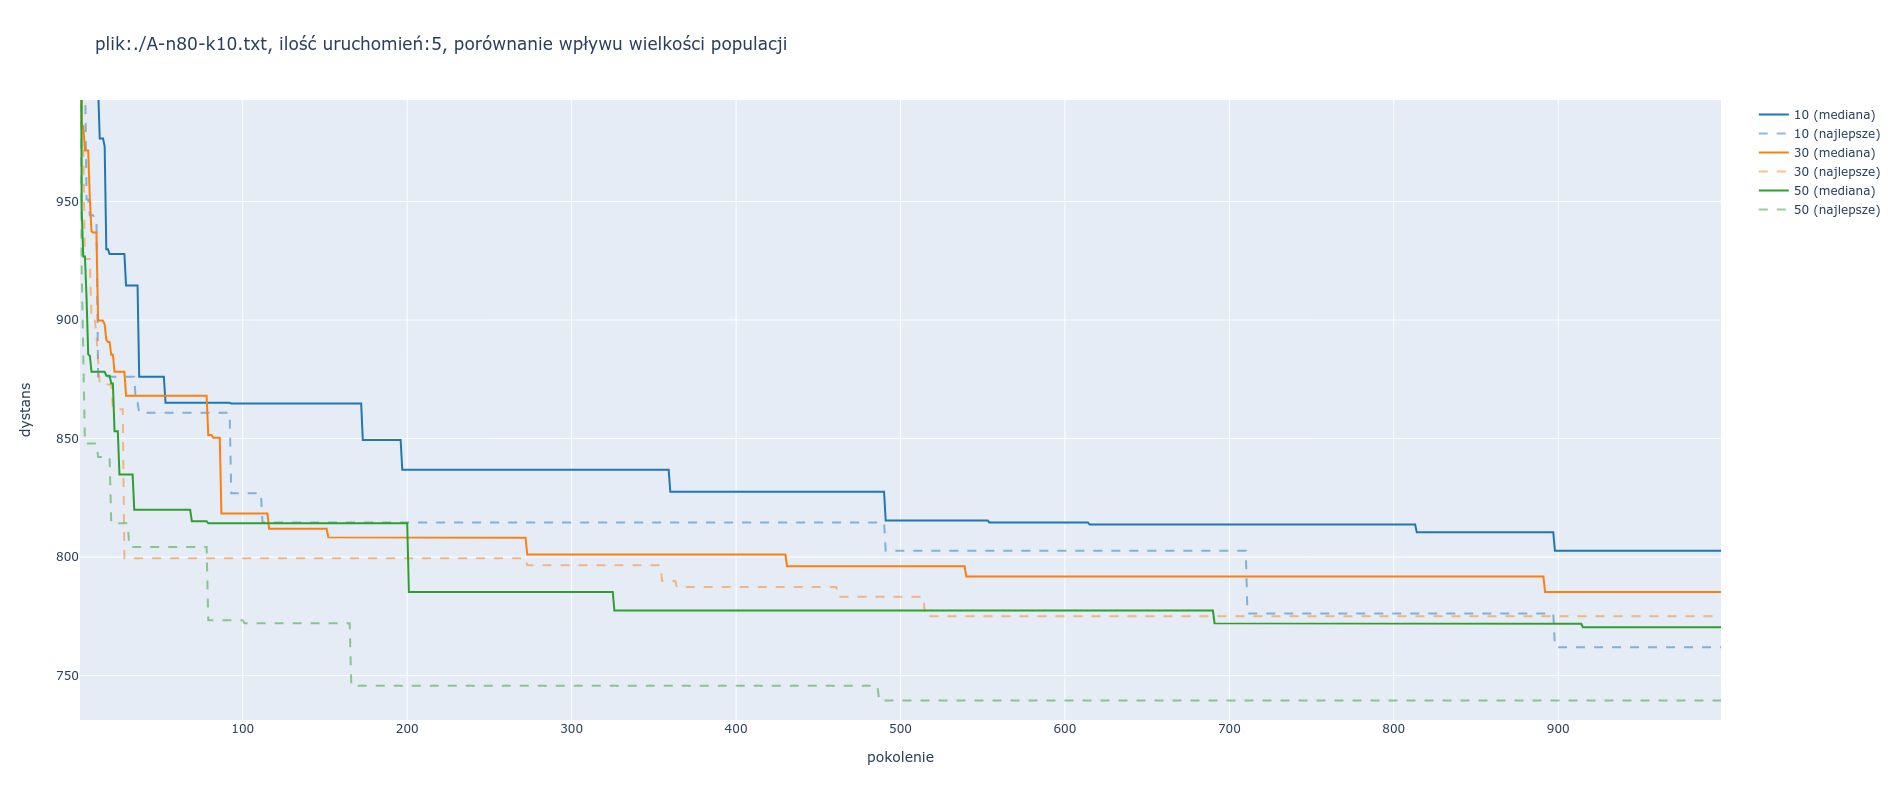 plik:./A-n80-k10.txt, ilość uruchomień:5, porównanie wpływu wielkości populacji
10 (mediana)
10 (najlepsze)
30 (mediana)
30 (najlepsze)
50 (mediana)
50 (najlepsze)
dystans
950
900
850
800
750
100 200 300 400 500 600 700 800 900
pokolenie